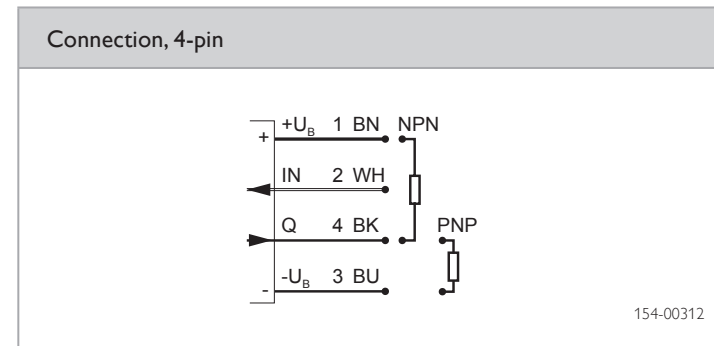 Connection, 4-pin
+ +UB 1 BN NPN
IN 2 WH
Q 4 BK PNP
- -UB 3 BU
154-00312